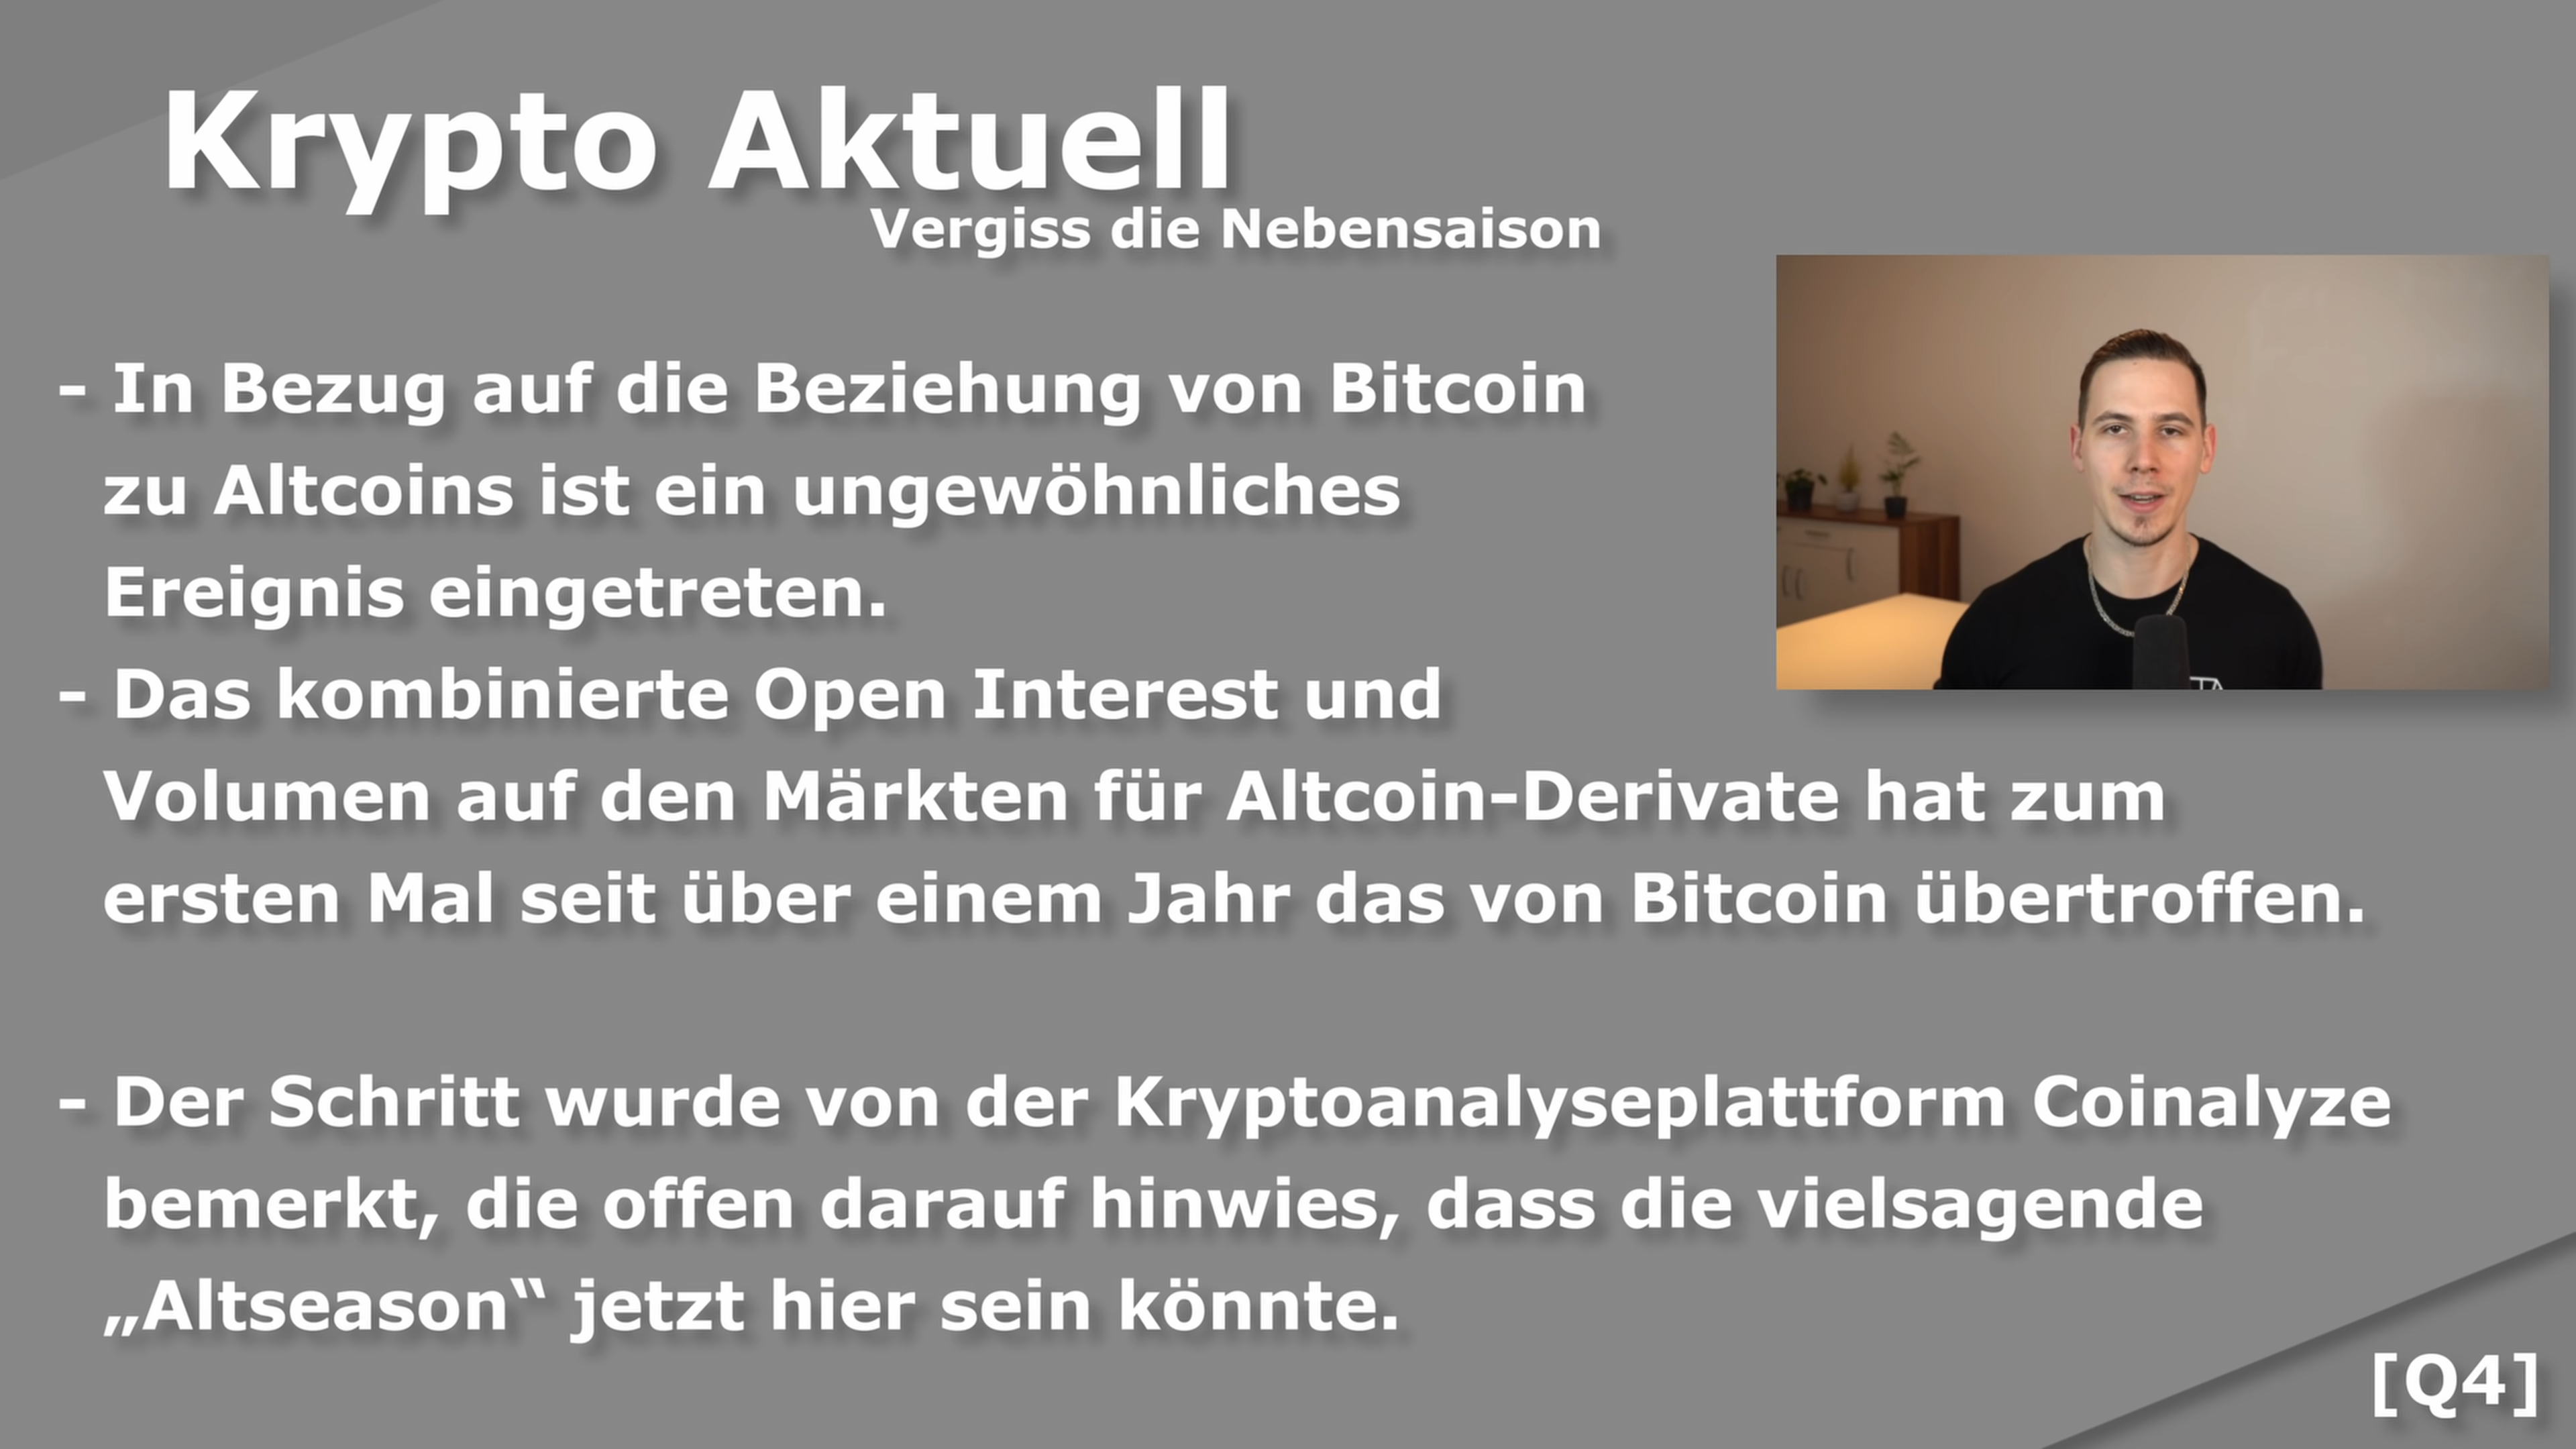 Krypto Aktuell
Vergiss die Nebensaison
- In Bezug auf die Beziehung von Bitcoin
zu Altcoins ist ein ungewöhnliches
Ereignis eingetreten.
- Das kombinierte Open Interest und
Volumen auf den Märkten für Altcoin-Derivate hat zum
ersten Mal seit über einem Jahr das von Bitcoin übertroffen.
- Der Schritt wurde von der Kryptoanalyseplattform Coinalyze
bemerkt, die offen darauf hinwies, dass die vielsagende
„Altseason“ jetzt hier sein könnte.
[Q4]